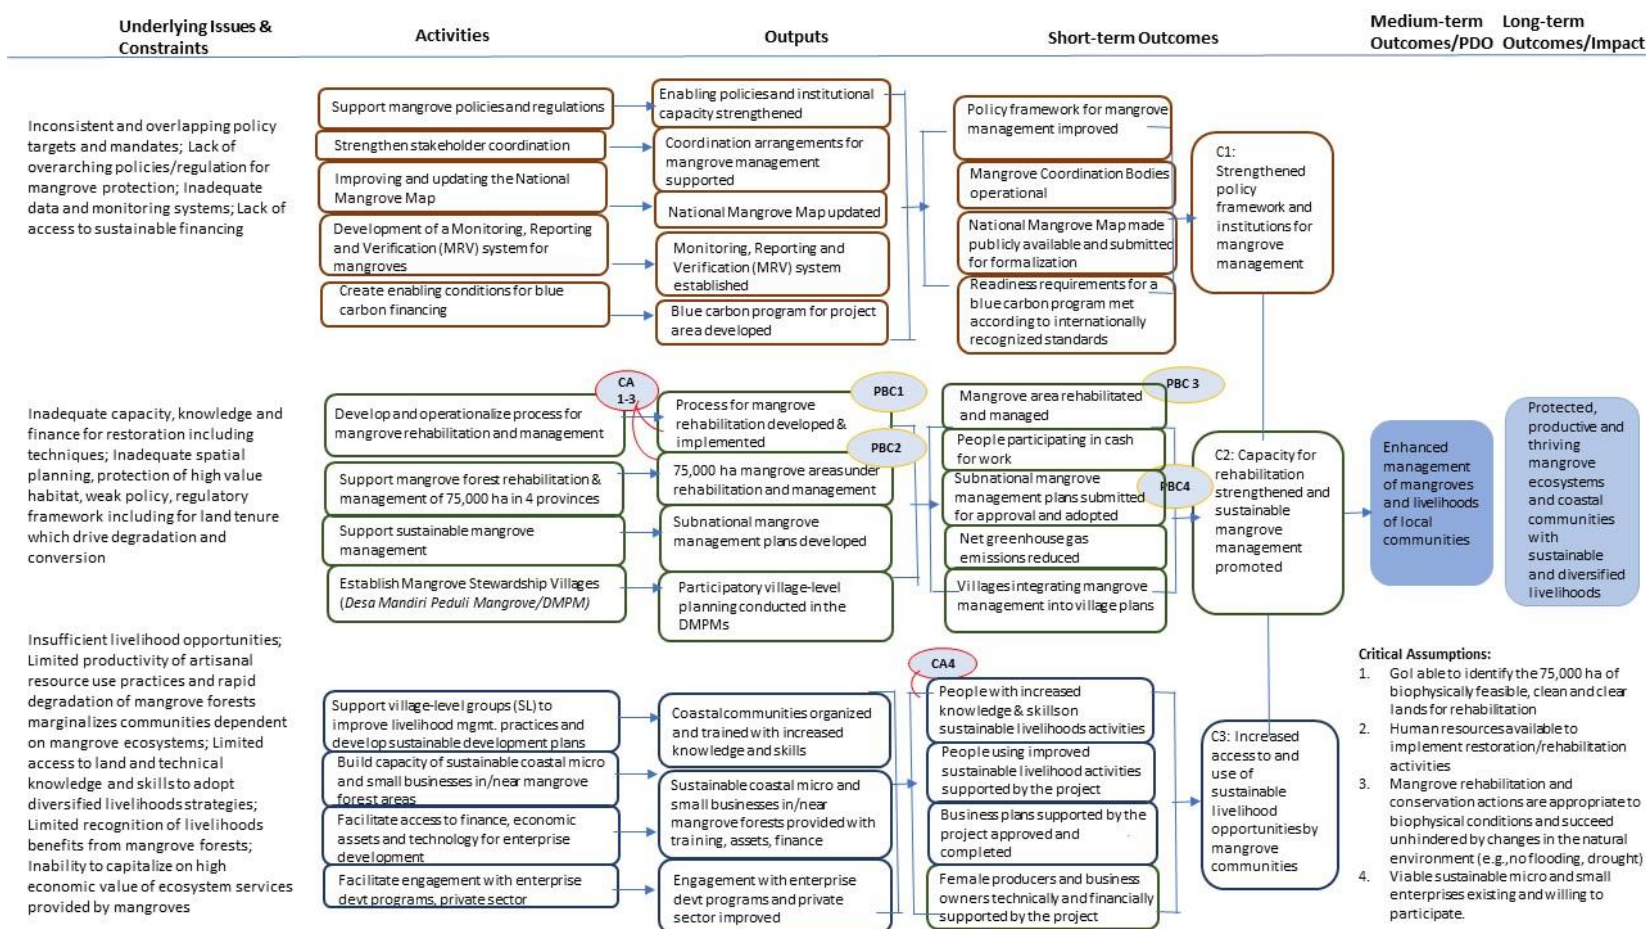 Underlying Issues &
Constraints
Activities
Outputs
Short-term Outcomes
Medium-term
Outcomes/PDO
Long-term
Outcomes/Impact
Inconsistent and overlapping policy
targets and mandates; Lack of
overarching policies/regulation for
mangrove protection; Inadequate
data and monitoring systems; Lack of
access to sustainable financing
Support mangrove policies and regulations
Strengthen stakeholder coordination
Improving and updating the National
Mangrove Map
Development of a Monitoring, Reporting
and Verification (MRV) system for
mangroves
Create enabling conditions for blue
carbon financing
Enabling policies and institutional
capacity strengthened
Coordination arrangements for
mangrove management
supported
National Mangrove Map updated
Monitoring, Reporting and
Verification (MRV) system
established
Blue carbon program for project
area developed
Policy framework for mangrove
management improved
Mangrove Coordination Bodies
operational
National Mangrove Map made
publicly available and submitted
for formalization
Readiness requirements for a
blue carbon program met
according to internationally
recognized standards
C1:
Strengthened
policy
framework and
institutions for
mangrove
management
Inadequate capacity, knowledge and
finance for restoration including
techniques; Inadequate spatial
planning, protection of high value
habitat, weak policy, regulatory
framework including for land tenure
which drive degradation and
conversion
Develop and operationalize process for
mangrove rehabilitation and management
Support mangrove forest rehabilitation &
management of 75,000 ha in 4 provinces
Support sustainable mangrove
management
Establish Mangrove Stewardship Villages
(Desa Mandiri Peduli Mangrove/DMPM)
CA
1-3
Process for mangrove
rehabilitation developed &
implemented
75,000 ha mangrove areas under
rehabilitation and management
Subnational mangrove
management plans developed
Participatory village-level
planning conducted in the
DMPMs
PBC1
PBC2
Mangrove area rehabilitated
and managed
People participating in cash
for work
Subnational mangrove
management plans submitted
for approval and adopted
Net greenhouse gas
emissions reduced
Villages integrating mangrove
management into village plans
PBC 3
PBC4
C2: Capacity for
rehabilitation
strengthened and
sustainable
mangrove
management
promoted
Enhanced
management
of mangroves
and livelihoods
of local
communities
Protected,
productive and
thriving
mangrove
ecosystems
and coastal
communities
with
sustainable
and diversified
livelihoods
Insufficient livelihood opportunities;
Limited productivity of artisanal
resource use practices and rapid
degradation of mangrove forests
marginalizes communities dependent
on mangrove ecosystems; Limited
access to land and technical
knowledge and skills to adopt
diversified livelihoods strategies;
Limited recognition of livelihoods
benefits from mangrove forests;
Inability to capitalize on high
economic value of ecosystem services
provided by mangroves
Support village-level groups (SL) to
improve livelihood mgmt. practices and
develop sustainable development plans
Build capacity of sustainable coastal micro
and small businesses in/near mangrove
forest areas
Facilitate access to finance, economic
assets and technology for enterprise
development
Facilitate engagement with enterprise
devt programs, private sector
Coastal communities organized
and trained with increased
knowledge and skills
Sustainable coastal micro and
small businesses in/near
mangrove forests provided with
training, assets, finance
Engagement with enterprise
devt programs and private
sector improved
CA4
People with increased
knowledge & skills on
sustainable livelihoods activities
People using improved
sustainable livelihood activities
supported by the project
Business plans supported by the
project approved and
completed
Female producers and business
owners technically and financially
supported by the project
C3: Increased
access to and
use of
sustainable
livelihood
opportunities by
mangrove
communities
Critical Assumptions:
1. GoI able to identify the 75,000 ha of
biophysically feasible, clean and clear
lands for rehabilitation
2. Human resources available to
implement restoration/rehabilitation
activities
3. Mangrove rehabilitation and
conservation actions are appropriate to
biophysical conditions and succeed
unhindered by changes in the natural
environment (e.g., no flooding, drought)
4. Viable sustainable micro and small
enterprises existing and willing to
participate.